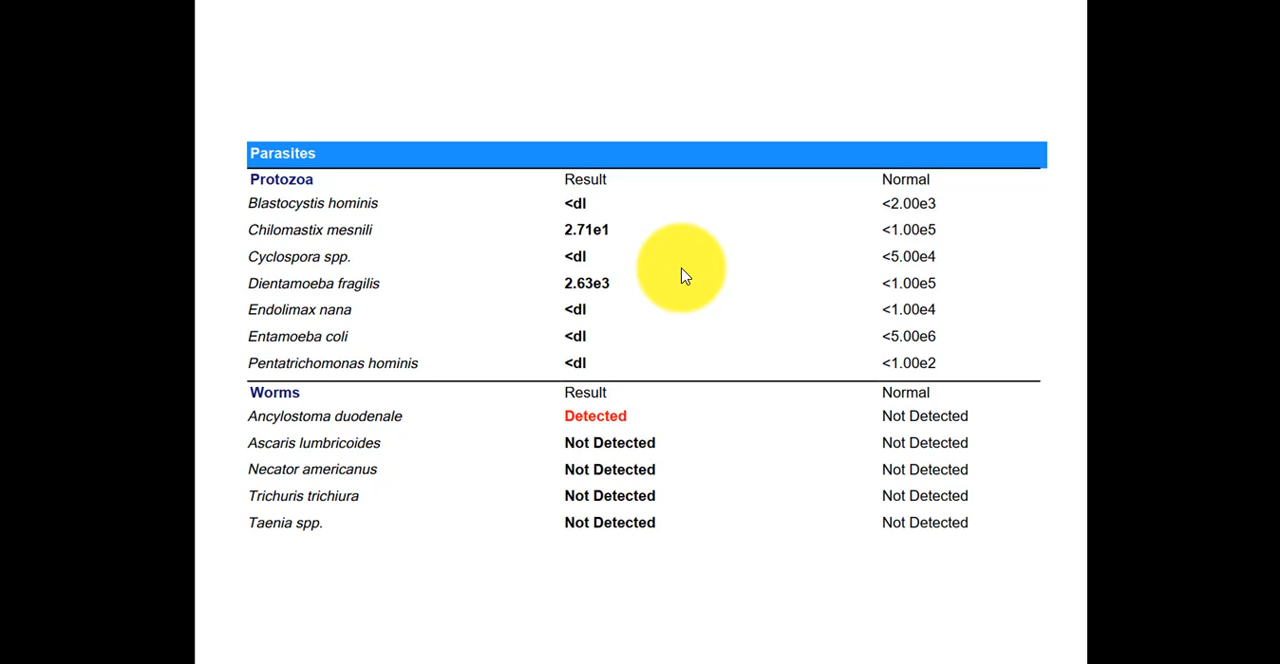 Parasites
Protozoa Result Normal
Blastocystis hominis <dl <2.00e3
Chilomastix mesnili 2.71e1 <1.00e5
Cyclospora spp. <dl <5.00e4
Dientamoeba fragilis 2.63e3 <1.00e5
Endolimax nana <dl <1.00e4
Entamoeba coli <dl <5.00e6
Pentatrichomonas hominis <dl <1.00e2
Worms Result Normal
Ancylostoma duodenale Detected Not Detected
Ascaris lumbricoides Not Detected Not Detected
Necator americanus Not Detected Not Detected
Trichuris trichiura Not Detected Not Detected
Taenia spp. Not Detected Not Detected